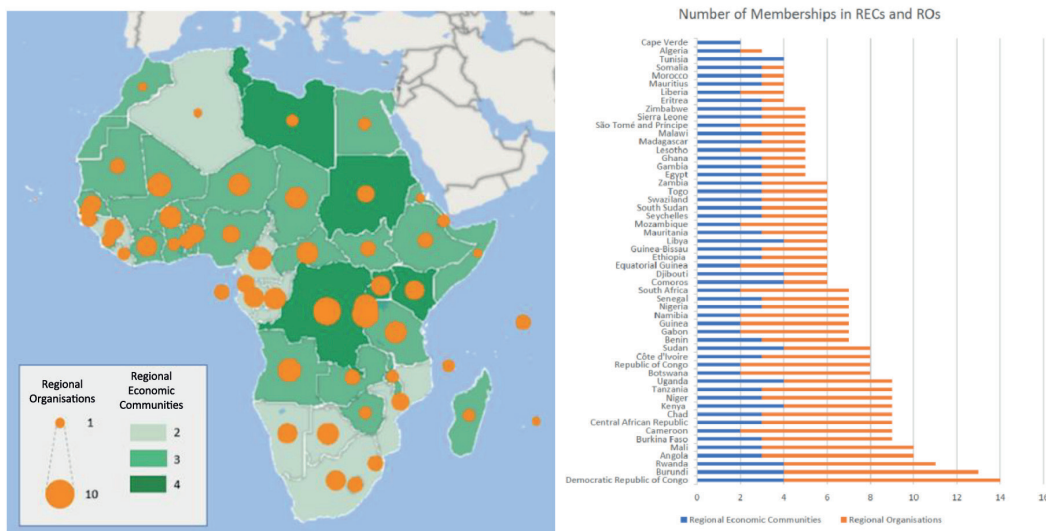 Regional
Organisations
1
10
Regional
Economic
Communities
2
3
4
Number of Memberships in RECs and ROs
Cape Verde
Algeria
Tunisia
Somalia
Morocco
Mauritius
Liberia
Eritrea
Zimbabwe
Sierra Leone
São Tomé and Príncipe
Malawi
Madagascar
Lesotho
Ghana
Gambia
Egypt
Zambia
Togo
Swaziland
South Sudan
Seychelles
Mozambique
Mauritania
Libya
Guinea-Bissau
Ethiopia
Equatorial Guinea
Djibouti
Comoros
South Africa
Senegal
Nigeria
Namibia
Guinea
Gabon
Benin
Sudan
Côte d'Ivoire
Republic of Congo
Botswana
Uganda
Tanzania
Niger
Kenya
Chad
Central African Republic
Cameroon
Burkina Faso
Mali
Angola
Rwanda
Burundi
Democratic Republic of Congo
0 2 4 6 8 10 12 14 16
Regional Economic Communities Regional Organisations